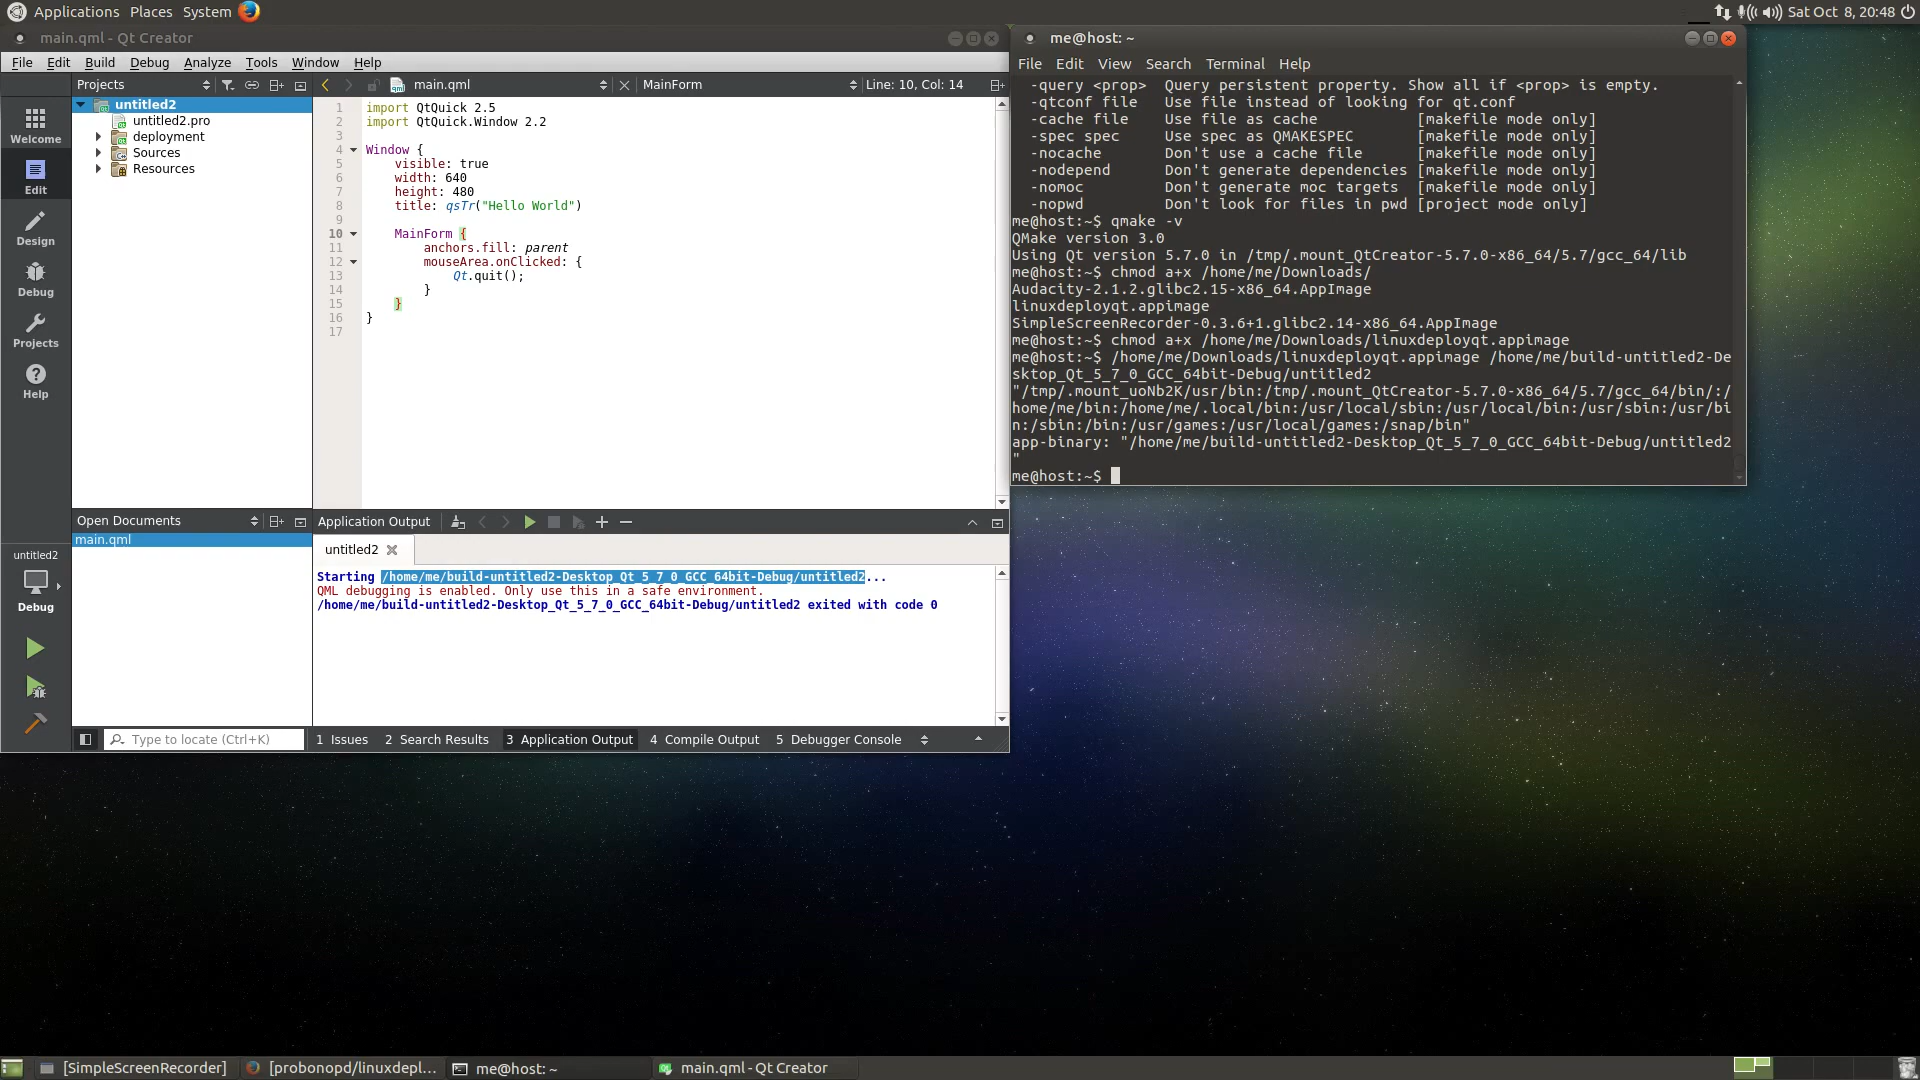 Applications Places System
Sat Oct 8, 20:48
main.qml - Qt Creator
File Edit Build Debug Analyze Tools Window Help
Projects
main.qml
MainForm
Line: 10, Col: 14
Welcome
Edit
Design
Debug
Projects
Help
untitled2
untitled2.pro
deployment
Sources
Resources
1 import QtQuick 2.5
2 import QtQuick.Window 2.2
3
4 Window {
5 visible: true
6 width: 640
7 height: 480
8 title: qsTr("Hello World")
9
10 MainForm {
11 anchors.fill: parent
12 mouseArea.onClicked: {
13 Qt.quit();
14 }
15 }
16 }
17
Open Documents
main.qml
untitled2
Debug
Application Output
untitled2
Starting /home/me/build-untitled2-Desktop_Qt_5_7_0_GCC_64bit-Debug/untitled2...
QML debugging is enabled. Only use this in a safe environment.
/home/me/build-untitled2-Desktop_Qt_5_7_0_GCC_64bit-Debug/untitled2 exited with code 0
Type to locate (Ctrl+K)
1 Issues 2 Search Results 3 Application Output 4 Compile Output 5 Debugger Console
me@host: ~
File Edit View Search Terminal Help
-query <prop> Query persistent property. Show all if <prop> is empty.
-qtconf file Use file instead of looking for qt.conf
-cache file Use file as cache [makefile mode only]
-spec spec Use spec as QMAKESPEC [makefile mode only]
-nocache Don't use a cache file [makefile mode only]
-nodepend Don't generate dependencies [makefile mode only]
-nomoc Don't generate moc targets [makefile mode only]
-nopwd Don't look for files in pwd [project mode only]
me@host:~$ qmake -v
QMake version 3.0
Using Qt version 5.7.0 in /tmp/.mount_QtCreator-5.7.0-x86_64/5.7/gcc_64/lib
me@host:~$ chmod a+x /home/me/Downloads/
Audacity-2.1.2.glibc2.15-x86_64.AppImage
linuxdeployqt.appimage
SimpleScreenRecorder-0.3.6+1.glibc2.14-x86_64.AppImage
me@host:~$ chmod a+x /home/me/Downloads/linuxdeployqt.appimage
me@host:~$ /home/me/Downloads/linuxdeployqt.appimage /home/me/build-untitled2-De
sktop_Qt_5_7_0_GCC_64bit-Debug/untitled2
"/tmp/.mount_uoNb2K/usr/bin:/tmp/.mount_QtCreator-5.7.0-x86_64/5.7/gcc_64/bin/:/
home/me/bin:/home/me/.local/bin:/usr/local/sbin:/usr/local/bin:/usr/sbin:/usr/bi
n:/sbin:/bin:/usr/games:/usr/local/games:/snap/bin"
app-binary: "/home/me/build-untitled2-Desktop_Qt_5_7_0_GCC_64bit-Debug/untitled2
"
me@host:~$
[SimpleScreenRecorder]
[probonopd/linuxdepl...
me@host: ~
main.qml - Qt Creator